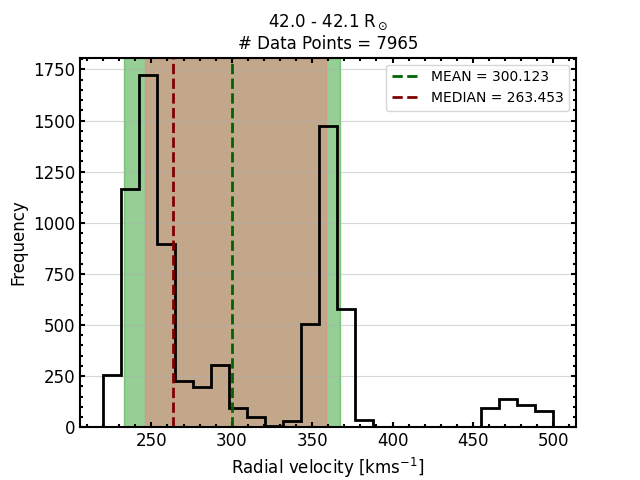 42.0 - 42.1 R⊙
# Data Points = 7965
MEAN = 300.123
MEDIAN = 263.453
Frequency
1750
1500
1250
1000
750
500
250
0
250 300 350 400 450 500
Radial velocity [kms⁻¹]